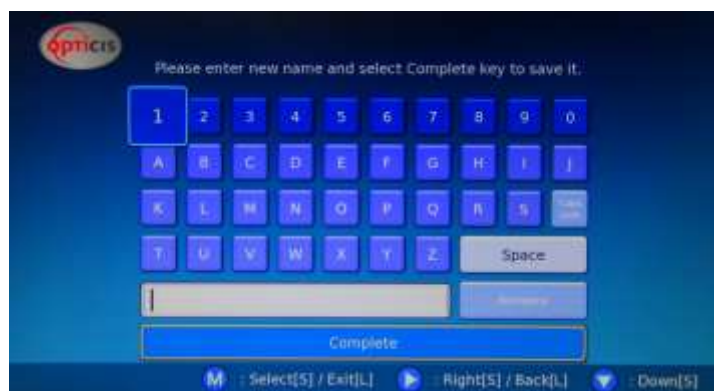 OPTICIS
Please enter new name and select Complete key to save it.
1 2 3 4 5 6 7 8 9 0
A B C D E F G H I J
K L M N O P Q R S
T U V W X Y Z Space
Complete
M : Select[S] / Exit[L] : Right[S] / Back[L] : Down[S]